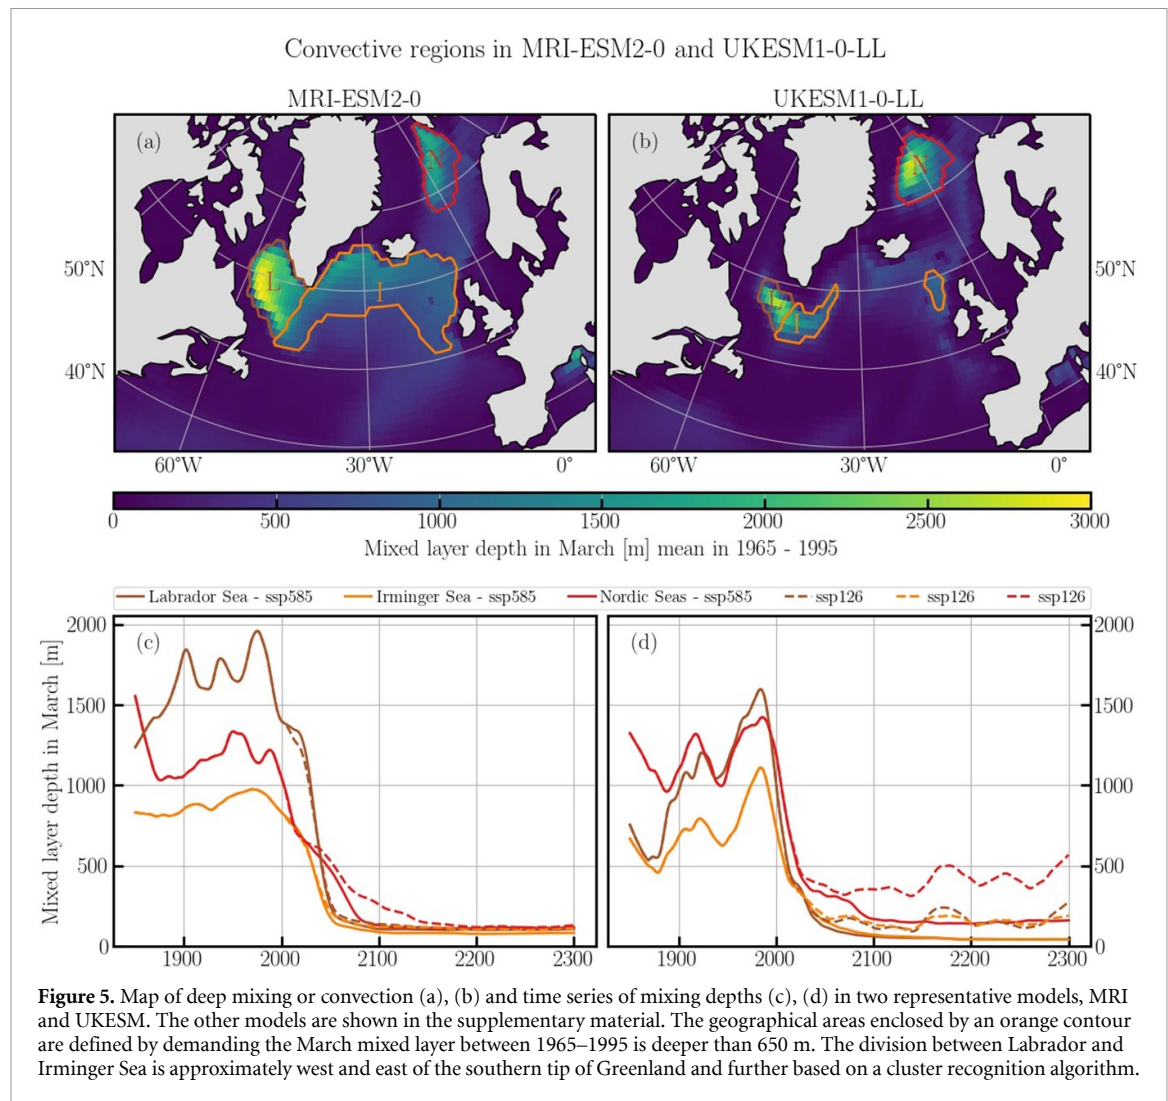 Convective regions in MRI-ESM2-0 and UKESM1-0-LL
MRI-ESM2-0
UKESM1-0-LL
(a)
(b)
N
N
L
I
L
I
50°N
40°N
50°N
40°N
60°W
30°W
0°
60°W
30°W
0°
0
500
1000
1500
2000
2500
3000
Mixed layer depth in March [m] mean in 1965 - 1995
Labrador Sea - ssp585
Irminger Sea - ssp585
Nordic Seas - ssp585
ssp126
ssp126
ssp126
Mixed layer depth in March [m]
(c)
2000
1500
1000
500
0
1900
2000
2100
2200
2300
(d)
2000
1500
1000
500
0
1900
2000
2100
2200
2300
Figure 5. Map of deep mixing or convection (a), (b) and time series of mixing depths (c), (d) in two representative models, MRI
and UKESM. The other models are shown in the supplementary material. The geographical areas enclosed by an orange contour
are defined by demanding the March mixed layer between 1965–1995 is deeper than 650 m. The division between Labrador and
Irminger Sea is approximately west and east of the southern tip of Greenland and further based on a cluster recognition algorithm.